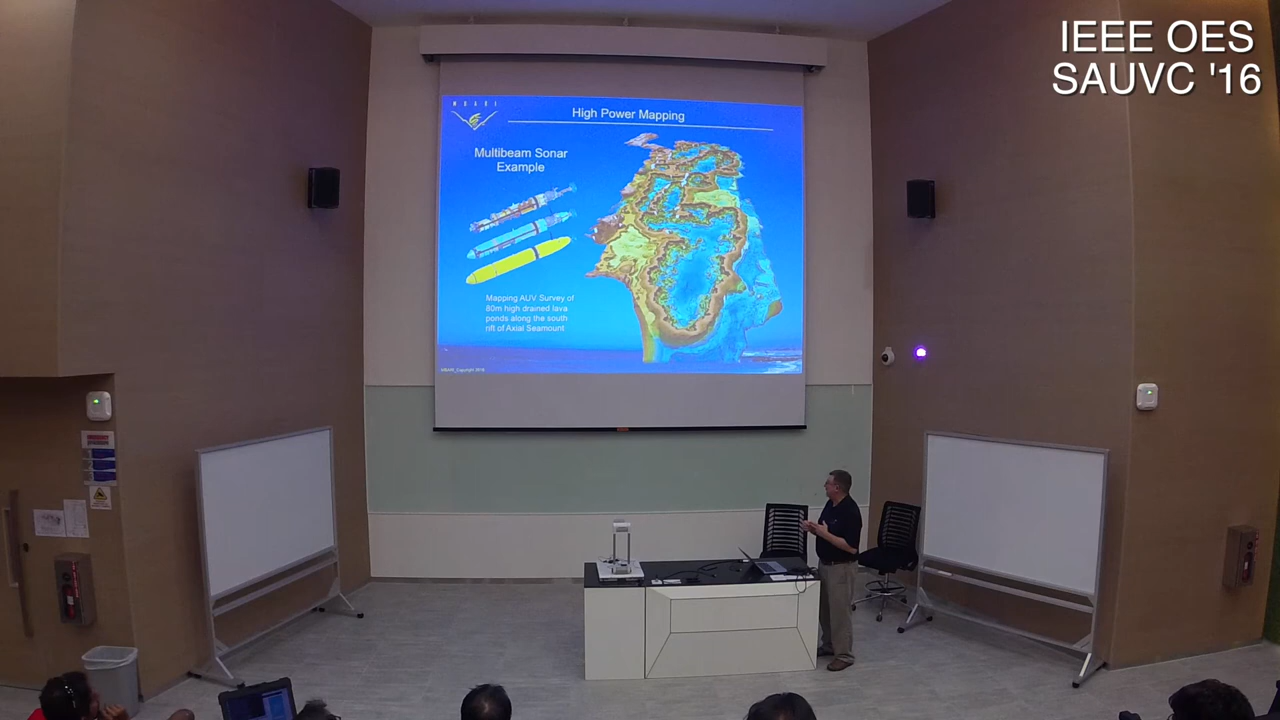 IEEE OES
SAUVC '16
MBARI
High Power Mapping
Multibeam Sonar
Example
Mapping AUV Survey of
80m high drained lava
ponds along the south
rift of Axial Seamount